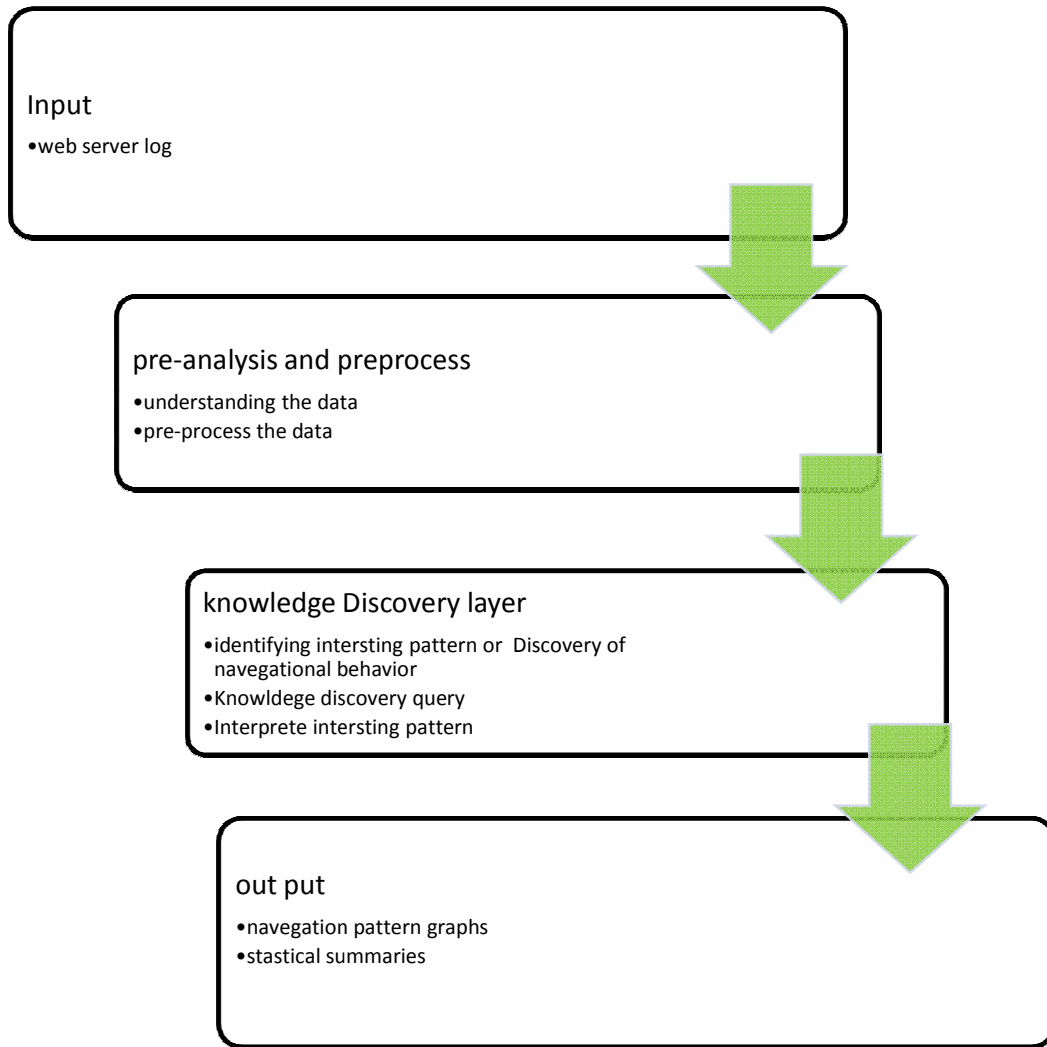 Input
•web server log
pre-analysis and preprocess
•understanding the data
•pre-process the data
knowledge Discovery layer
•identifying intersting pattern or Discovery of
navegational behavior
•Knowldege discovery query
•Interprete intersting pattern
out put
•navegation pattern graphs
•stastical summaries